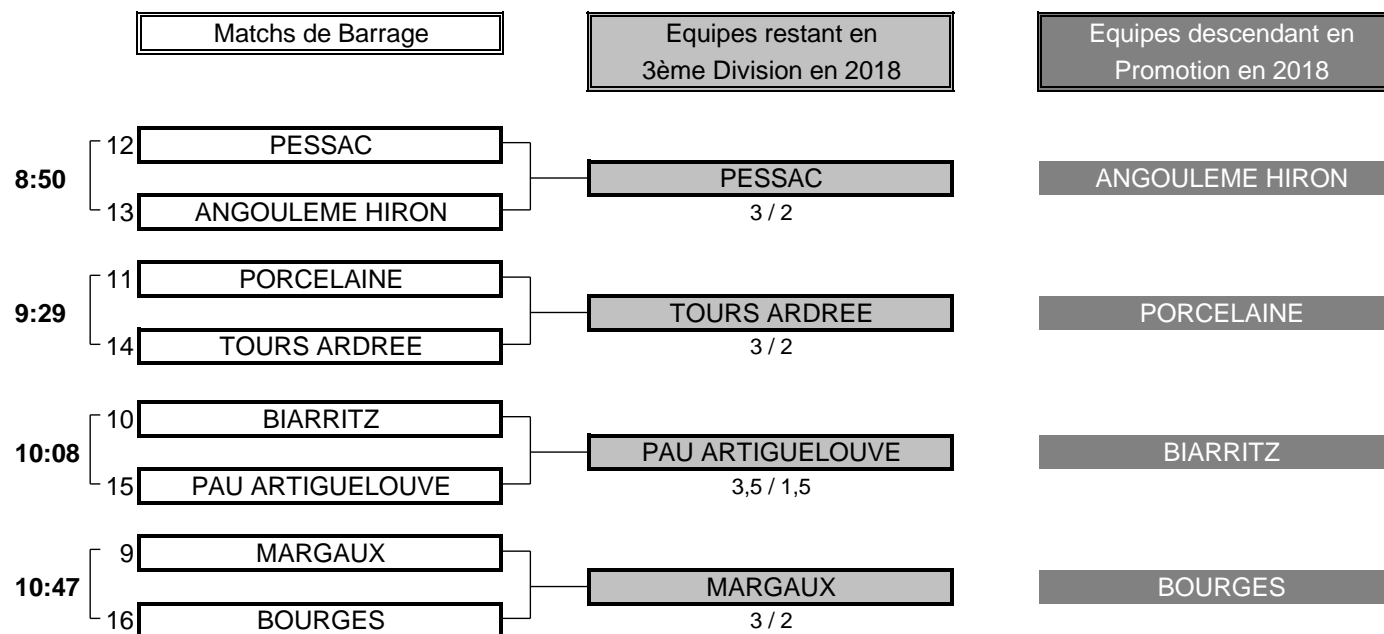 Matchs de Barrage
Equipes restant en
3ème Division en 2018
Equipes descendant en
Promotion en 2018
12 PESSAC
8:50 PESSAC ANGOULEME HIRON
13 ANGOULEME HIRON 3 / 2
11 PORCELAINE
9:29 TOURS ARDREE PORCELAINE
14 TOURS ARDREE 3 / 2
10 BIARRITZ
10:08 PAU ARTIGUELOUVE BIARRITZ
15 PAU ARTIGUELOUVE 3,5 / 1,5
9 MARGAUX
10:47 MARGAUX BOURGES
16 BOURGES 3 / 2